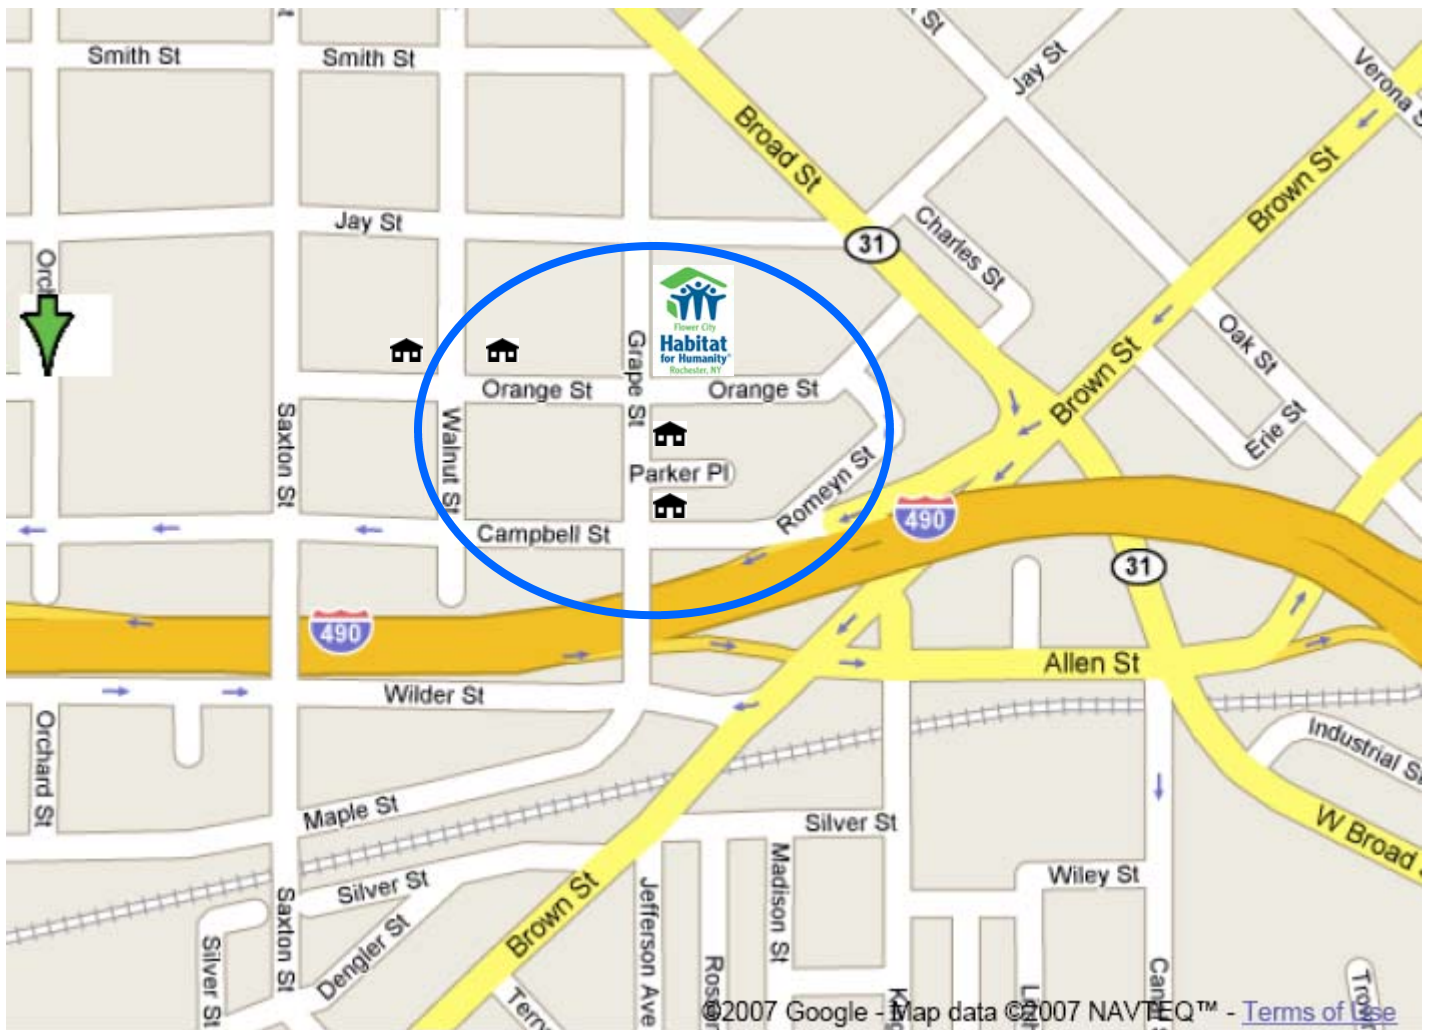 Smith St
Smith St
Jay St
Verona S
Broad St
Brown St
Jay St
Charles St
31
Orch
Flower City
Habitat
for Humanity®
Rochester, NY
Grape St
Oak St
Brown St
Orange St
Orange St
Saxton St
Walnut St
Erie St
Parker Pl
Romeyn St
Campbell St
490
31
490
Allen St
Wilder St
Orchard St
Industrial St
Maple St
Silver St
W Broad
Silver St
Madison St
Wiley St
Jefferson Ave
Brown St
Saxton St
Dengler St
Silver St
Terry
Canal S
©2007 Google - Map data ©2007 NAVTEQ™ - Terms of Use